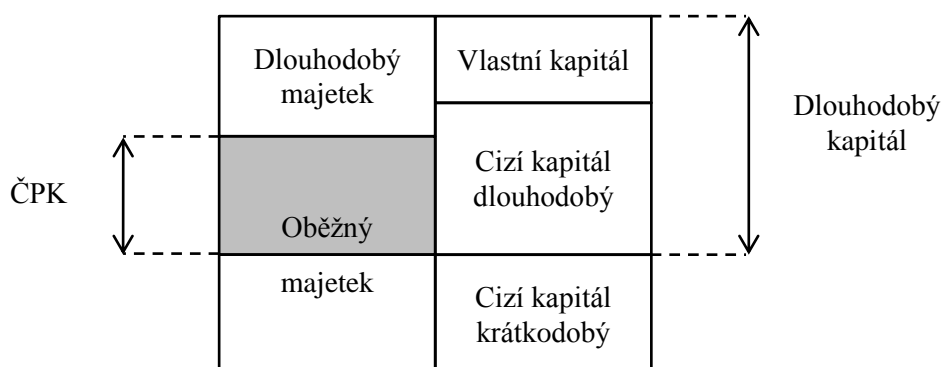 Dlouhodobý
majetek
Vlastní kapitál
Dlouhodobý
kapitál
ČPK
Oběžný
majetek
Cizí kapitál
dlouhodobý
Cizí kapitál
krátkodobý